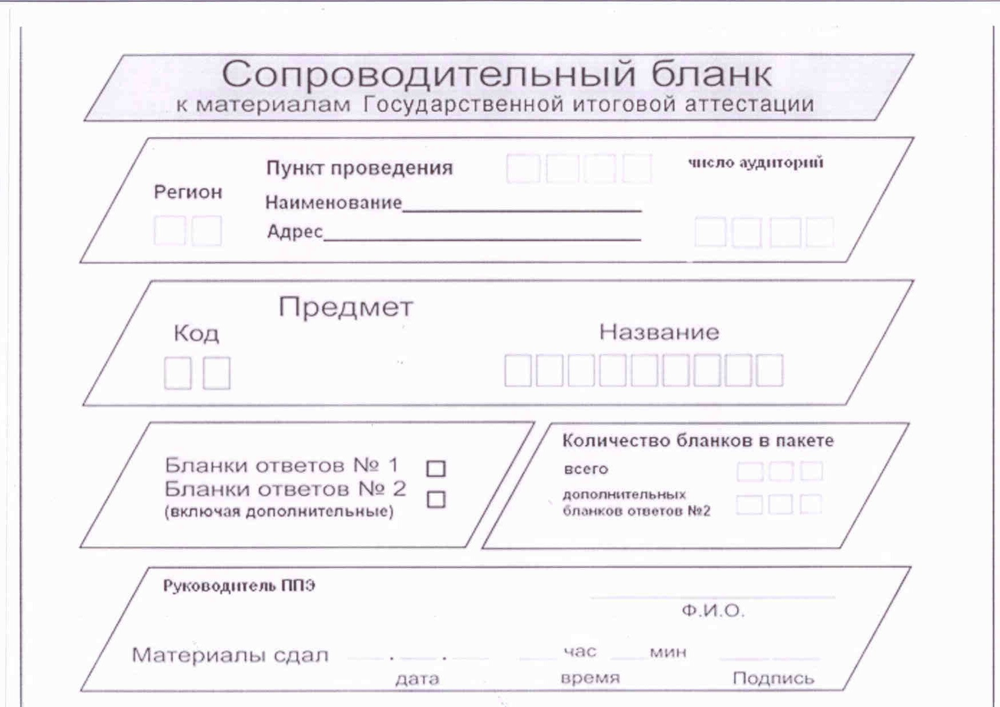 Сопроводительный бланк
к материалам Государственной итоговой аттестации
Пункт проведения
число аудиторий
Регион
Наименование
Адрес
Предмет
Код
Название
Бланки ответов № 1
Бланки ответов № 2
(включая дополнительные)
Количество бланков в пакете
всего
дополнительных
бланков ответов №2
Руководитель ППЭ
Ф.И.О.
Материалы сдал . . час мин
дата время Подпись